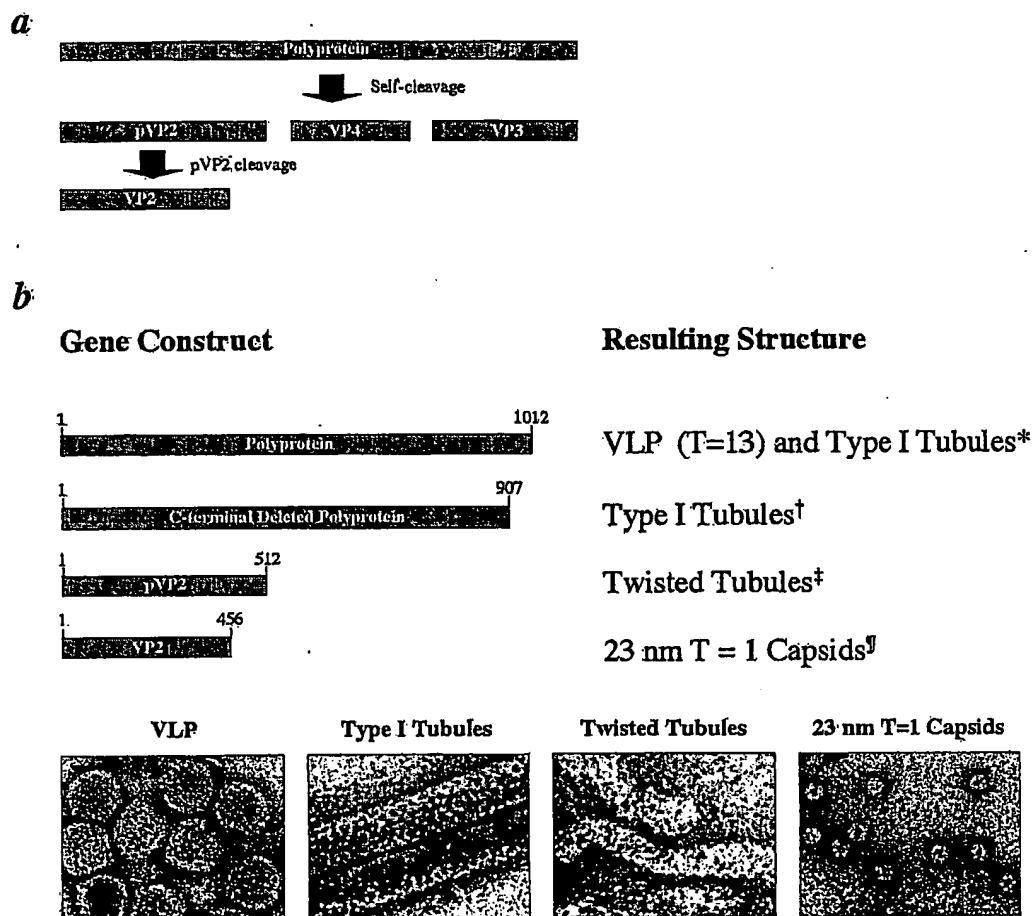 a
Polyprotein
Self-cleavage
pVP2 VP4 VP3
pVP2 cleavage
VP2
b
Gene Construct Resulting Structure
1 1012
Polyprotein VLP (T=13) and Type I Tubules*
1 907
C-terminal Deleted Polyprotein Type I Tubules†
1 512
pVP2 Twisted Tubules‡
1 456
VP2 23 nm T = 1 Capsids¶
VLP Type I Tubules Twisted Tubules 23 nm T=1 Capsids